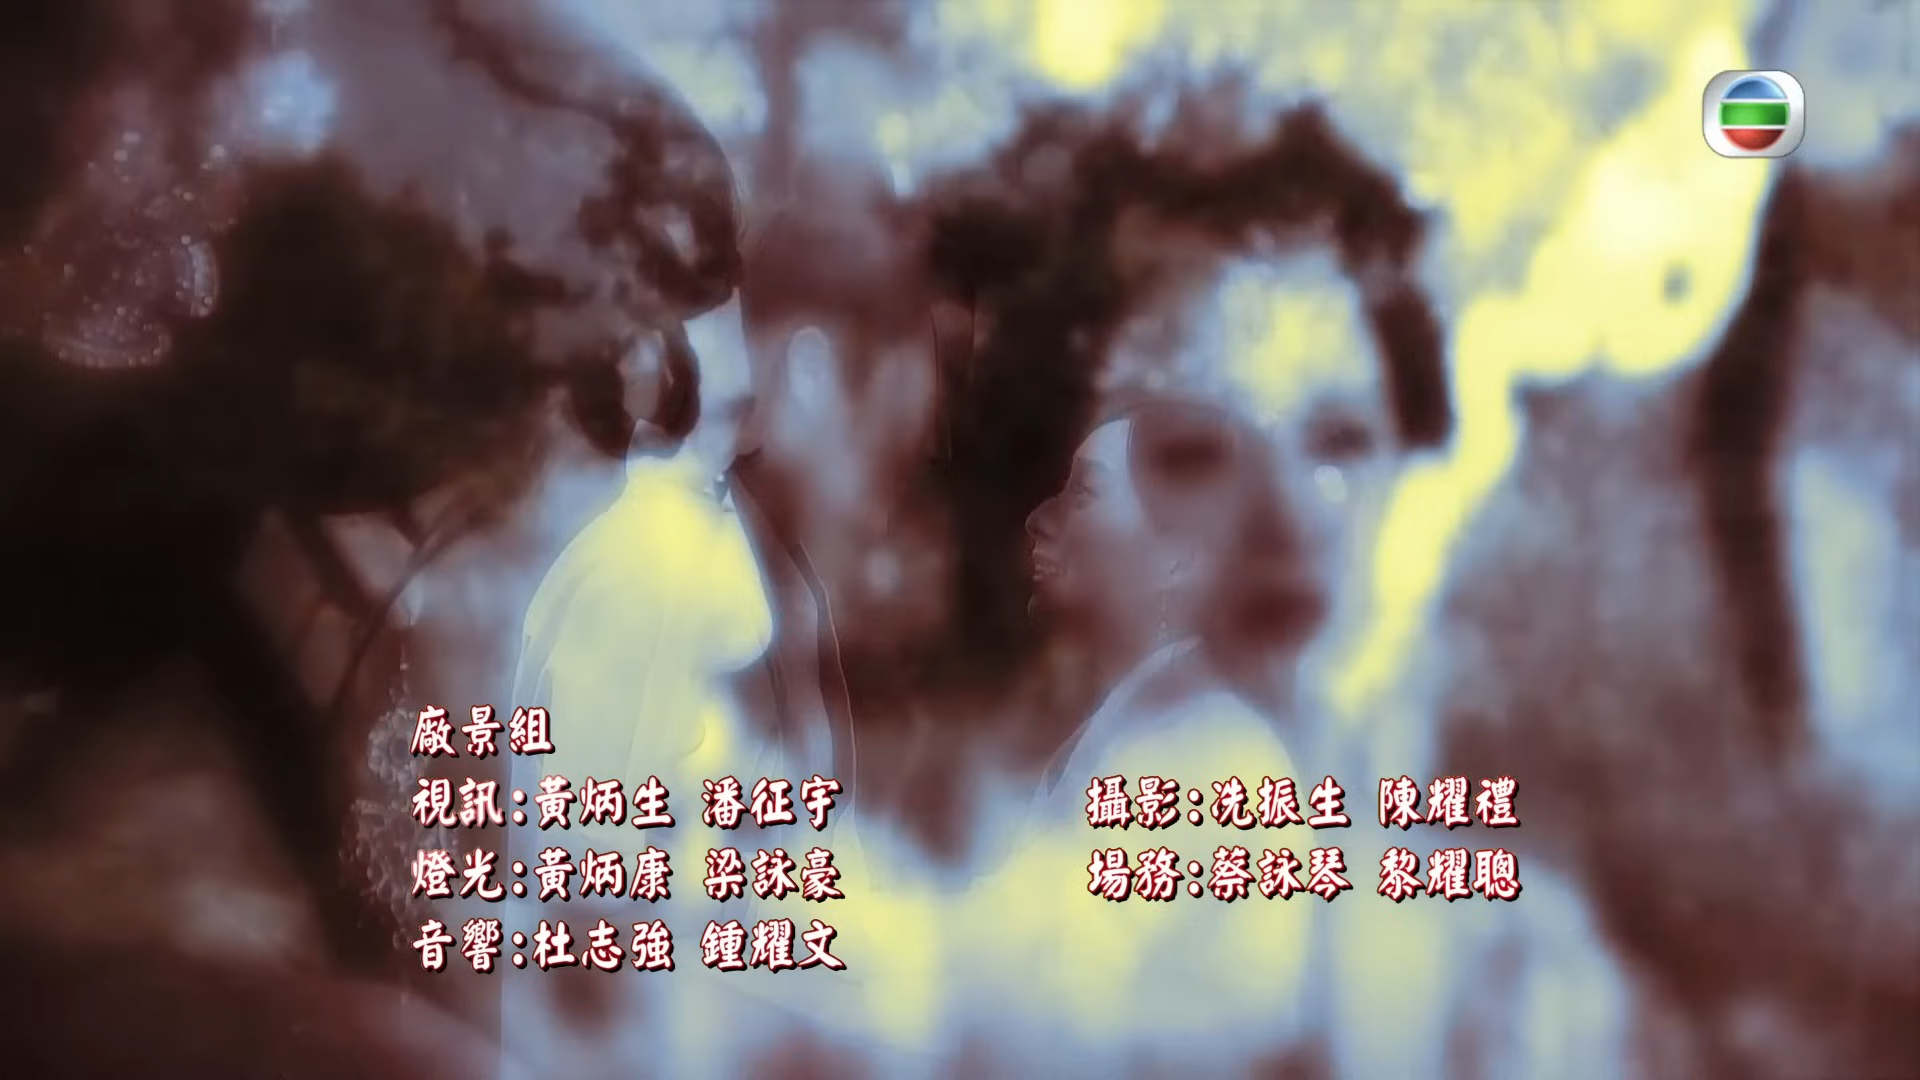 廠景組
視訊:黃炳生 潘征宇
攝影:冼振生 陳耀禮
燈光:黃炳康 梁詠豪
場務:蔡詠琴 黎耀聰
音響:杜志強 鍾耀文